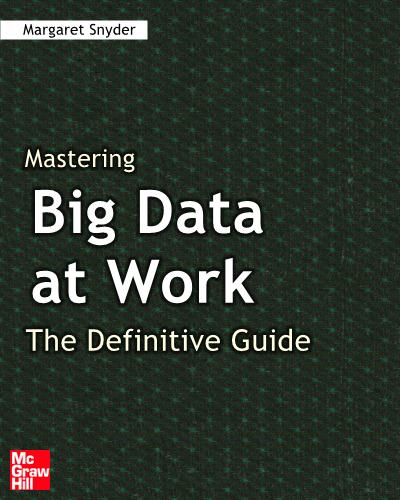 Margaret Snyder
Mastering
Big Data
at Work
The Definitive Guide
Mc
Graw
Hill